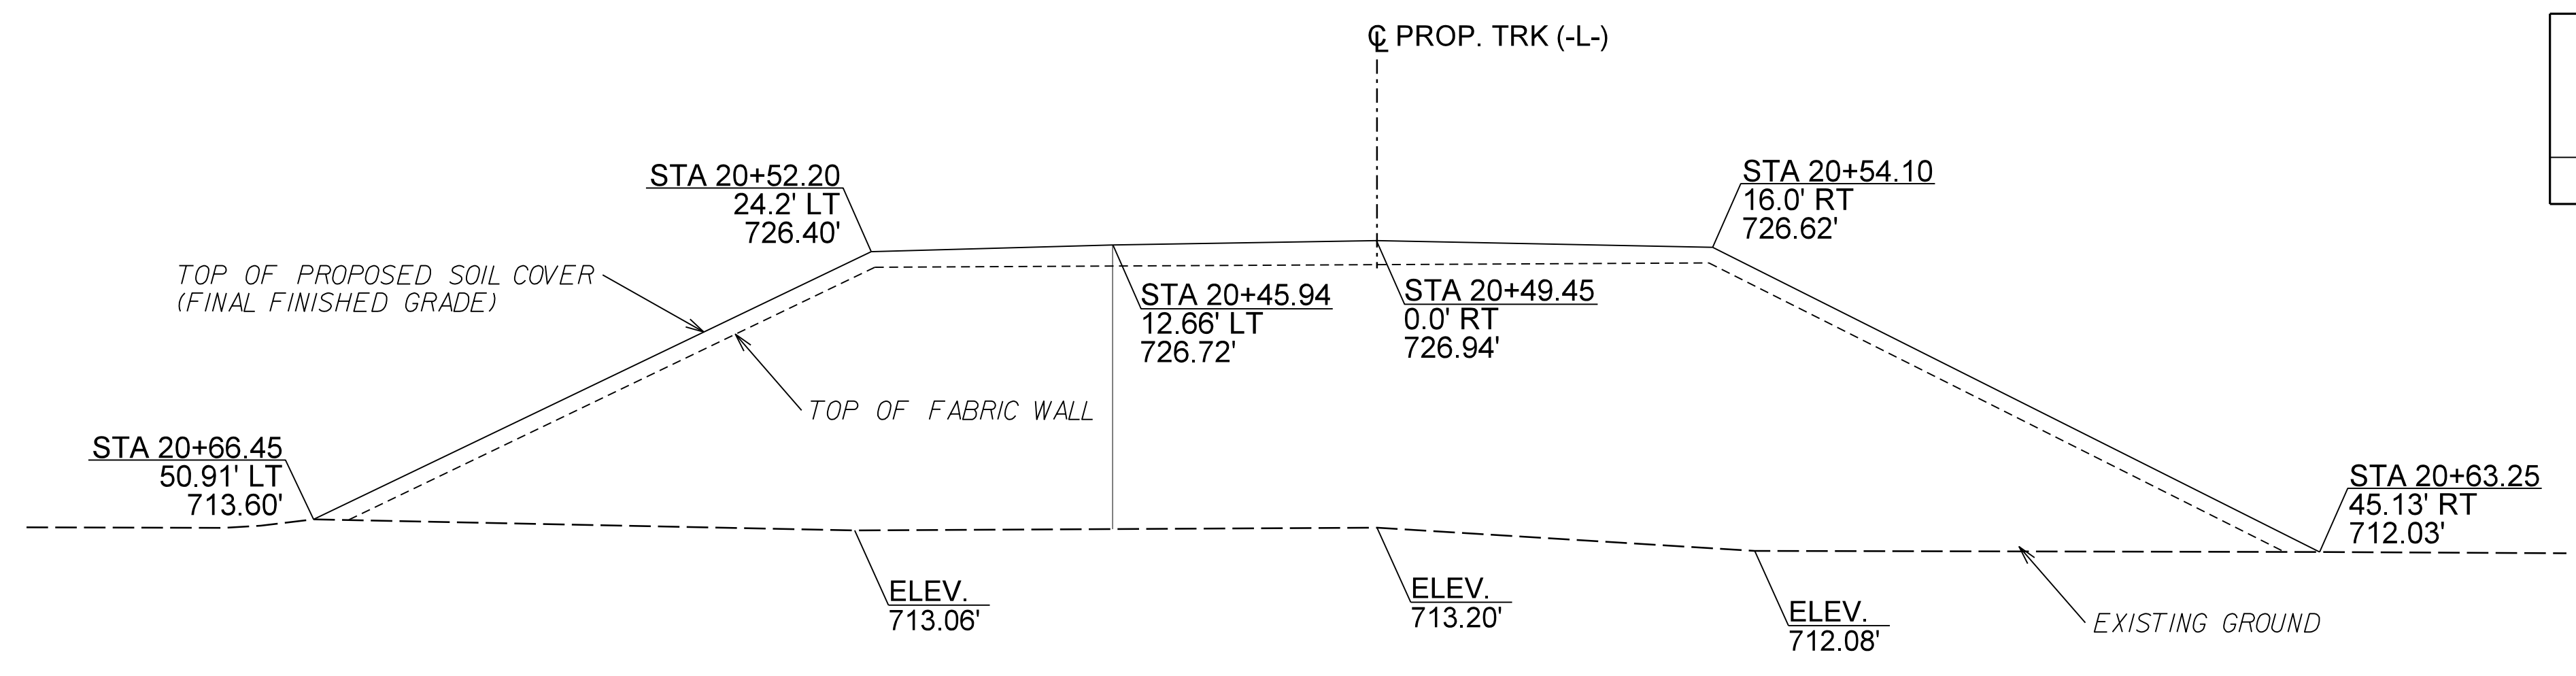 ℄ PROP. TRK (-L-)
STA 20+52.20
24.2' LT
726.40'
STA 20+54.10
16.0' RT
726.62'
TOP OF PROPOSED SOIL COVER
(FINAL FINISHED GRADE)
STA 20+45.94
12.66' LT
726.72'
STA 20+49.45
0.0' RT
726.94'
TOP OF FABRIC WALL
STA 20+66.45
50.91' LT
713.60'
STA 20+63.25
45.13' RT
712.03'
ELEV.
713.06'
ELEV.
713.20'
ELEV.
712.08'
EXISTING GROUND